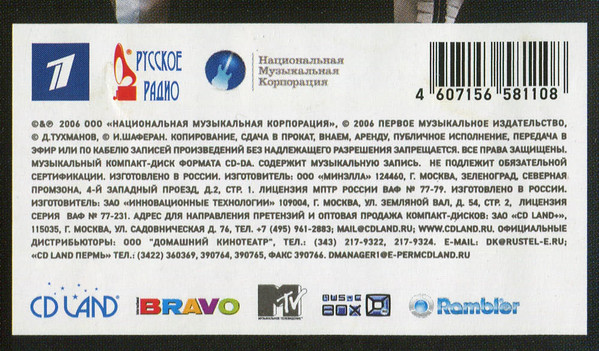 1
РУССКОЕ
РАДИО
Национальная
Музыкальная
Корпорация
4 607156 581108
©&℗ 2006 ООО «НАЦИОНАЛЬНАЯ МУЗЫКАЛЬНАЯ КОРПОРАЦИЯ», © 2006 ПЕРВОЕ МУЗЫКАЛЬНОЕ ИЗДАТЕЛЬСТВО,
© Д.ТУХМАНОВ, © И.ШАФЕРАН. КОПИРОВАНИЕ, СДАЧА В ПРОКАТ, ВНАЕМ, АРЕНДУ, ПУБЛИЧНОЕ ИСПОЛНЕНИЕ, ПЕРЕДАЧА В
ЭФИР ИЛИ ПО КАБЕЛЮ ЗАПИСЕЙ ПРОИЗВЕДЕНИЙ БЕЗ НАДЛЕЖАЩЕГО РАЗРЕШЕНИЯ ЗАПРЕЩАЕТСЯ. ВСЕ ПРАВА ЗАЩИЩЕНЫ.
МУЗЫКАЛЬНЫЙ КОМПАКТ-ДИСК ФОРМАТА CD-DA. СОДЕРЖИТ МУЗЫКАЛЬНУЮ ЗАПИСЬ. НЕ ПОДЛЕЖИТ ОБЯЗАТЕЛЬНОЙ
СЕРТИФИКАЦИИ. ИЗГОТОВЛЕНО В РОССИИ. ИЗГОТОВИТЕЛЬ: ООО «МИНЭЛЛА» 124460, Г. МОСКВА, ЗЕЛЕНОГРАД, СЕВЕРНАЯ
ПРОМЗОНА, 4-Й ЗАПАДНЫЙ ПРОЕЗД, Д.2, СТР. 1. ЛИЦЕНЗИЯ МПТР РОССИИ ВАФ № 77-79. ИЗГОТОВЛЕНО В РОССИИ.
ИЗГОТОВИТЕЛЬ: ЗАО «ИННОВАЦИОННЫЕ ТЕХНОЛОГИИ» 109004, Г. МОСКВА, УЛ. ЗЕМЛЯНОЙ ВАЛ, Д. 54, СТР. 2, ЛИЦЕНЗИЯ
СЕРИЯ ВАФ № 77-231. АДРЕС ДЛЯ НАПРАВЛЕНИЯ ПРЕТЕНЗИЙ И ОПТОВАЯ ПРОДАЖА КОМПАКТ-ДИСКОВ: ЗАО «CD LAND+»,
115035, Г. МОСКВА, УЛ. САДОВНИЧЕСКАЯ Д. 76, ТЕЛ. +7 (495) 961-2883; MAIL@CDLAND.RU; WWW.CDLAND.RU. ОФИЦИАЛЬНЫЕ
ДИСТРИБЬЮТОРЫ: ООО "ДОМАШНИЙ КИНОТЕАТР", ТЕЛ.: (343) 217-9322, 217-9324. E-MAIL: DK@RUSTEL-E.RU;
«CD LAND ПЕРМЬ» ТЕЛ.: (3422) 360369, 390764, 390765, ФАКС 390766. DMANAGER1@E-PERMCDLAND.RU
CD LAND
BRAVO
MTV
МУЗЫКАЛЬНОЕ ТЕЛЕВИДЕНИЕ
MUSIC
BOX
Rambler